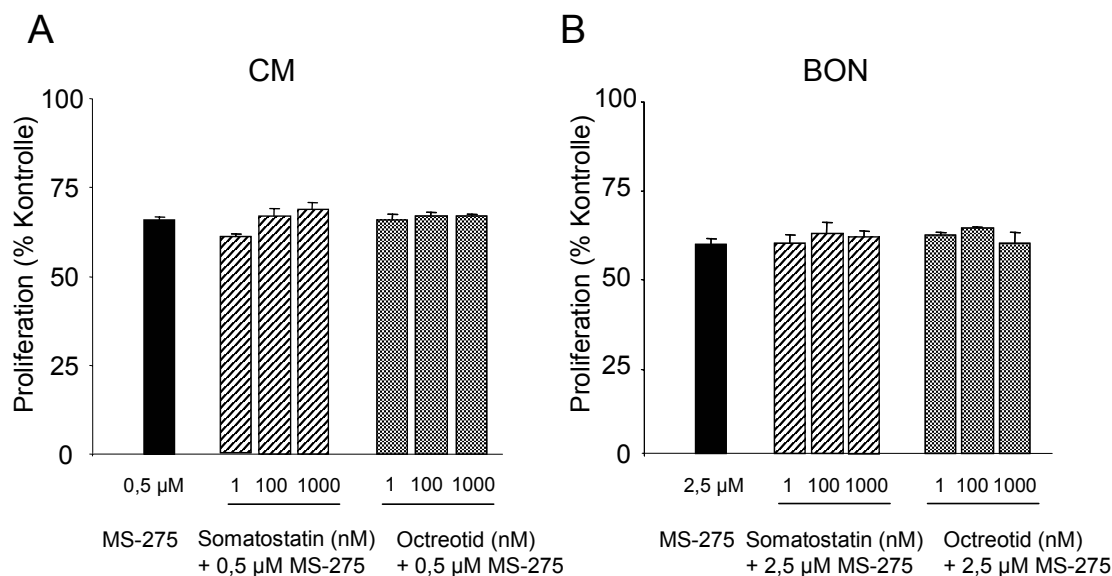 A
CM
Proliferation (% Kontrolle)
100
75
50
25
0
0,5 µM
1 100 1000
1 100 1000
MS-275
Somatostatin (nM)
+ 0,5 µM MS-275
Octreotid (nM)
+ 0,5 µM MS-275
B
BON
Proliferation (% Kontrolle)
100
75
50
25
0
2,5 µM
1 100 1000
1 100 1000
MS-275
Somatostatin (nM)
+ 2,5 µM MS-275
Octreotid (nM)
+ 2,5 µM MS-275